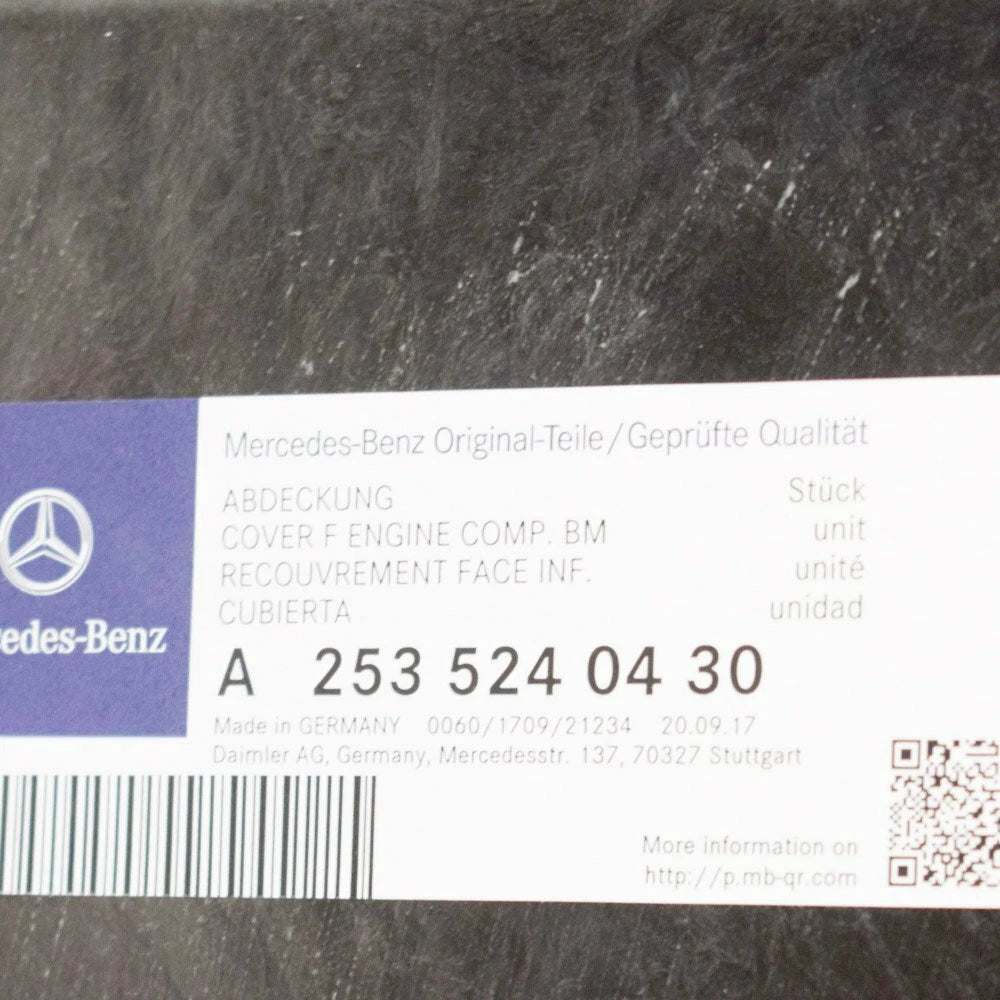 Mercedes-Benz Original-Teile/Geprüfte Qualität
ABDECKUNG Stück
COVER F ENGINE COMP. BM unit
RECOUVREMENT FACE INF. unité
CUBIERTA unidad
edes-Benz
A 253 524 04 30
Made in GERMANY 0060/1709/21234 20.09.17
Daimler AG, Germany, Mercedesstr. 137, 70327 Stuttgart
More information on
http://p.mb-qr.com